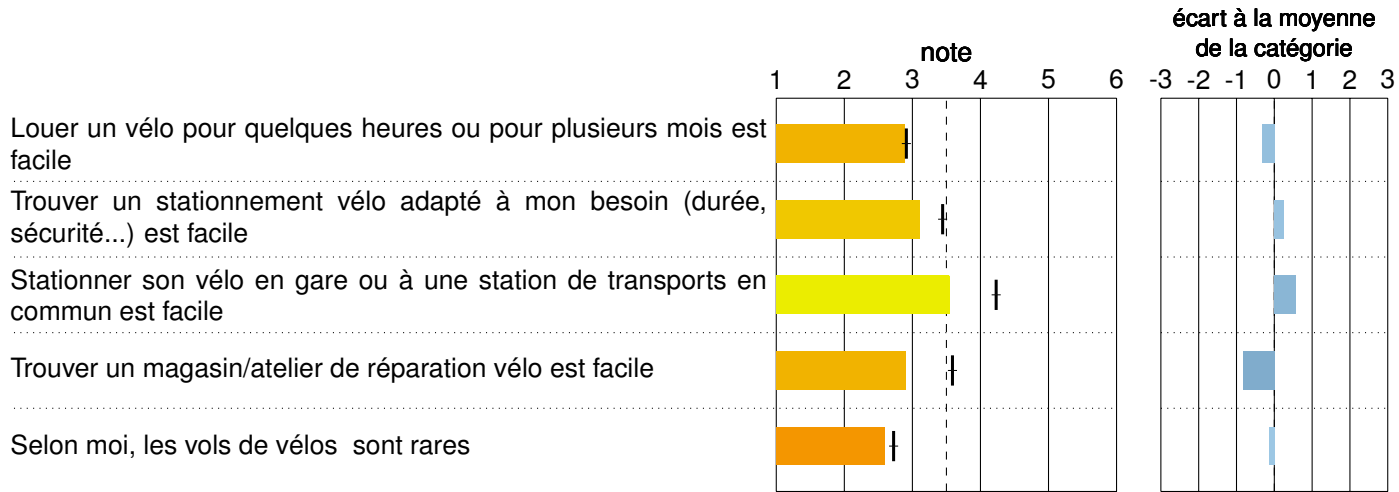 écart à la moyenne
de la catégorie
note
1 2 3 4 5 6
-3 -2 -1 0 1 2 3
Louer un vélo pour quelques heures ou pour plusieurs mois est
facile
Trouver un stationnement vélo adapté à mon besoin (durée,
sécurité...) est facile
Stationner son vélo en gare ou à une station de transports en
commun est facile
Trouver un magasin/atelier de réparation vélo est facile
Selon moi, les vols de vélos sont rares